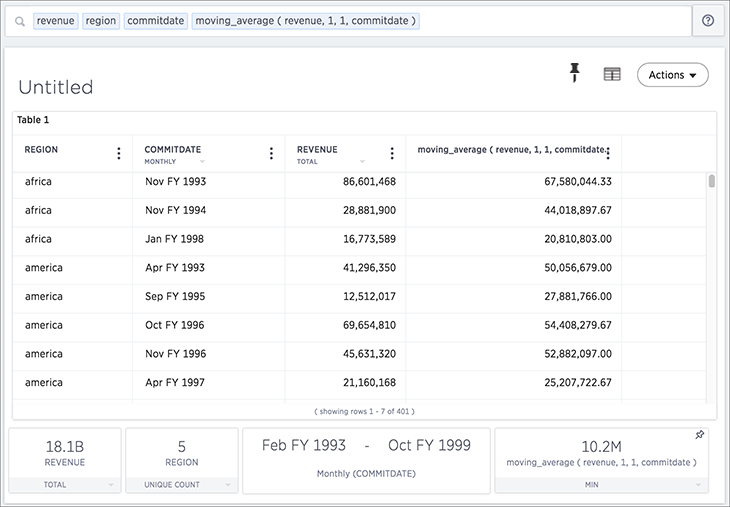 revenue region commitdate moving_average ( revenue, 1, 1, commitdate )
Untitled
Actions
Table 1
REGION COMMITDATE REVENUE moving_average ( revenue, 1, 1, commitdate.
MONTHLY TOTAL
africa Nov FY 1993 86,601,468 67,580,044.33
africa Nov FY 1994 28,881,900 44,018,897.67
africa Jan FY 1998 16,773,589 20,810,803.00
america Apr FY 1993 41,296,350 50,056,679.00
america Sep FY 1995 12,512,017 27,881,766.00
america Oct FY 1996 69,654,810 54,408,279.67
america Nov FY 1996 45,631,320 52,882,097.00
america Apr FY 1997 21,160,168 25,207,722.67
( showing rows 1 - 7 of 401 )
18.1B
REVENUE
TOTAL
5
REGION
UNIQUE COUNT
Feb FY 1993 - Oct FY 1999
Monthly (COMMITDATE)
10.2M
moving_average ( revenue, 1, 1, commitdate )
MIN